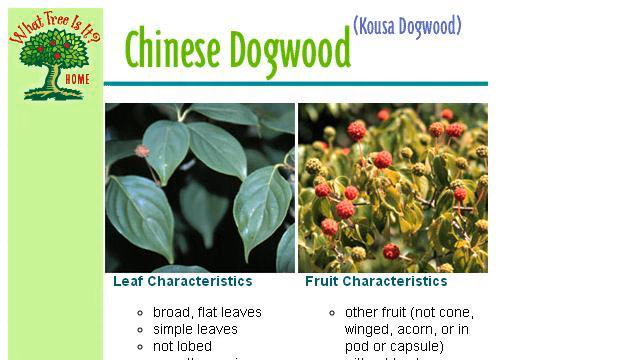 What Tree Is It?
HOME
Chinese Dogwood (Kousa Dogwood)
Leaf Characteristics
broad, flat leaves
simple leaves
not lobed
Fruit Characteristics
other fruit (not cone,
winged, acorn, or in
pod or capsule)